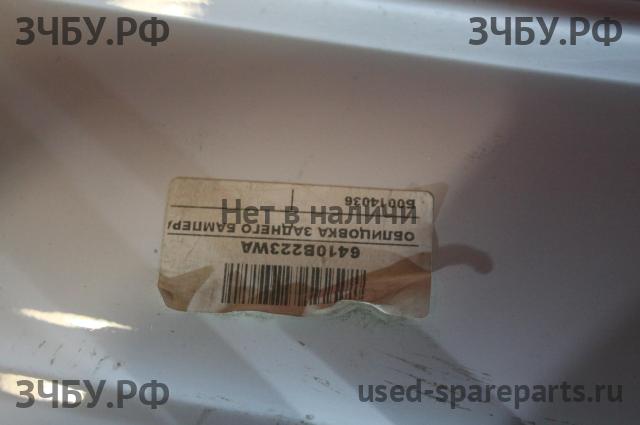 ЗЧБУ.РФ
ЗЧБУ.РФ
Нет в наличи
6410B223WA
ОБЛИЦОВКА ЗАДНЕГО БАМПЕРА
Б0014036
ЗЧБУ.РФ
used-spareparts.ru